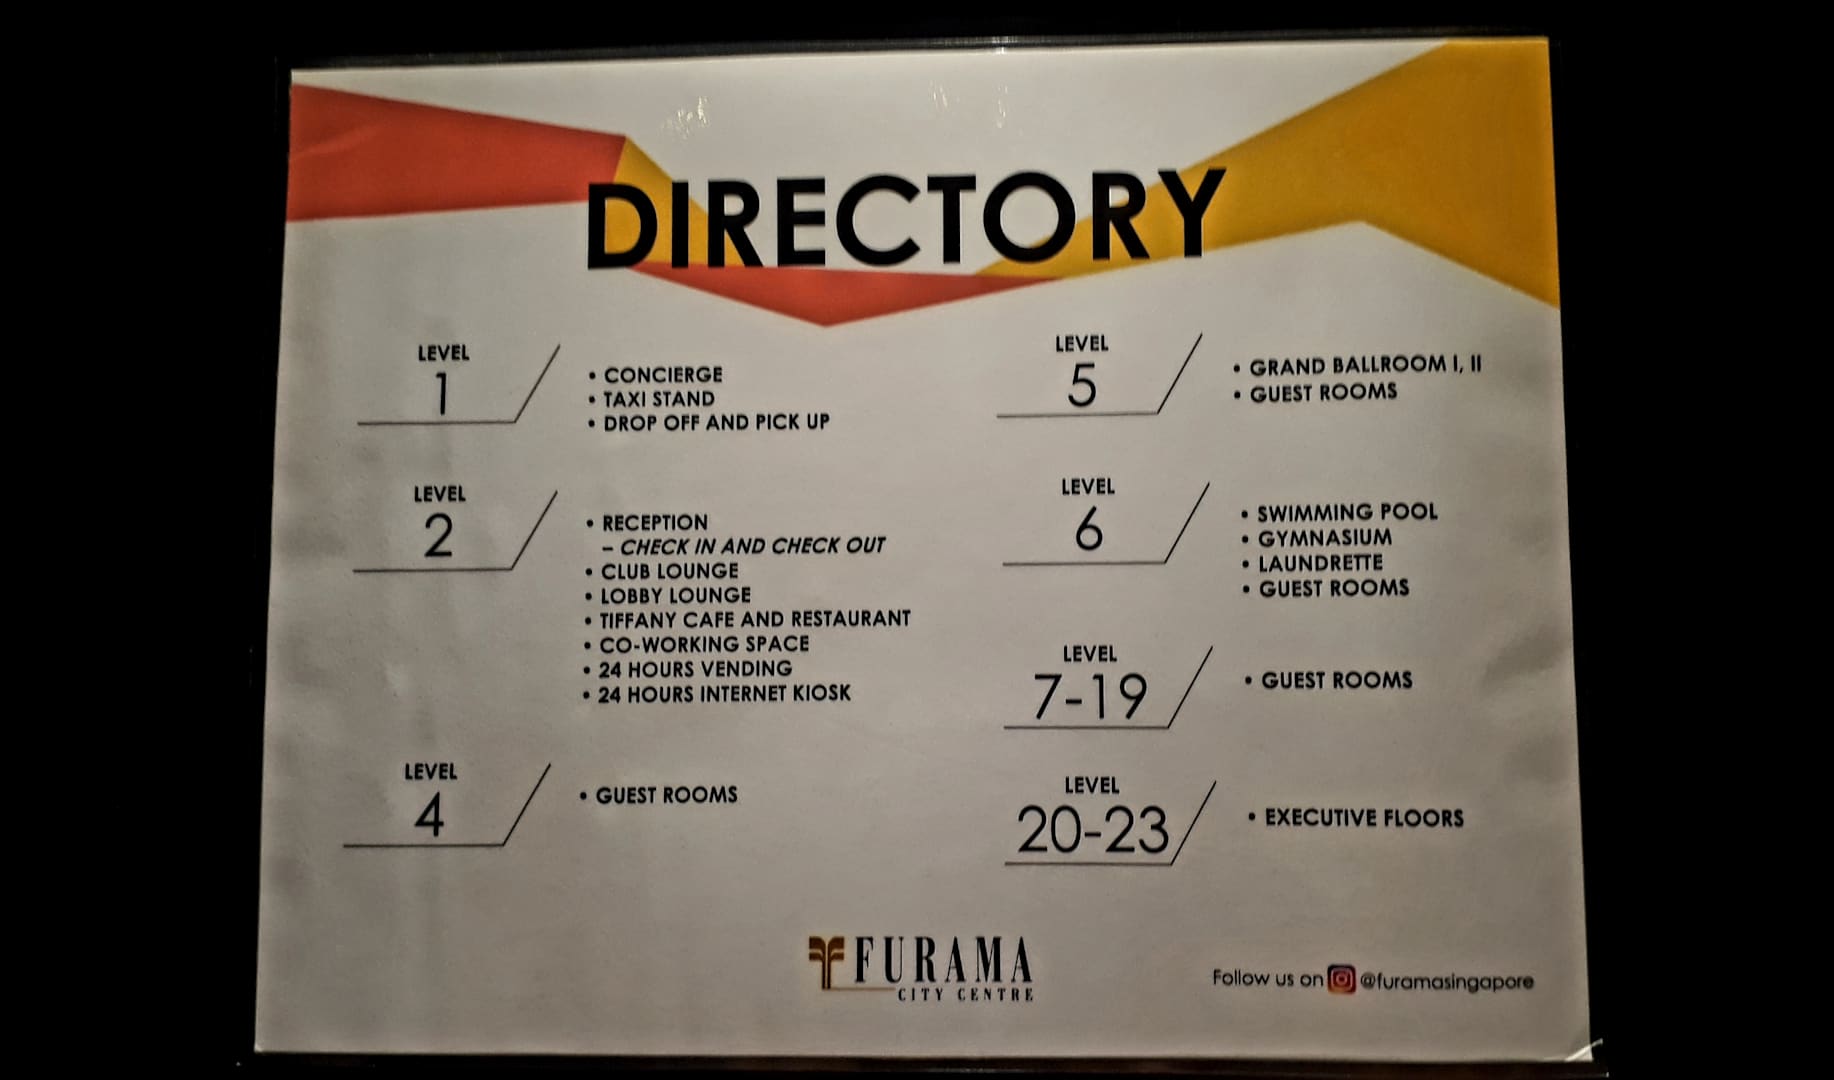 DIRECTORY
LEVEL
1
• CONCIERGE
• TAXI STAND
• DROP OFF AND PICK UP
LEVEL
2
• RECEPTION
– CHECK IN AND CHECK OUT
• CLUB LOUNGE
• LOBBY LOUNGE
• TIFFANY CAFE AND RESTAURANT
• CO-WORKING SPACE
• 24 HOURS VENDING
• 24 HOURS INTERNET KIOSK
LEVEL
4
• GUEST ROOMS
LEVEL
5
• GRAND BALLROOM I, II
• GUEST ROOMS
LEVEL
6
• SWIMMING POOL
• GYMNASIUM
• LAUNDRETTE
• GUEST ROOMS
LEVEL
7-19
• GUEST ROOMS
LEVEL
20-23
• EXECUTIVE FLOORS
FURAMA
CITY CENTRE
Follow us on @furamasingapore